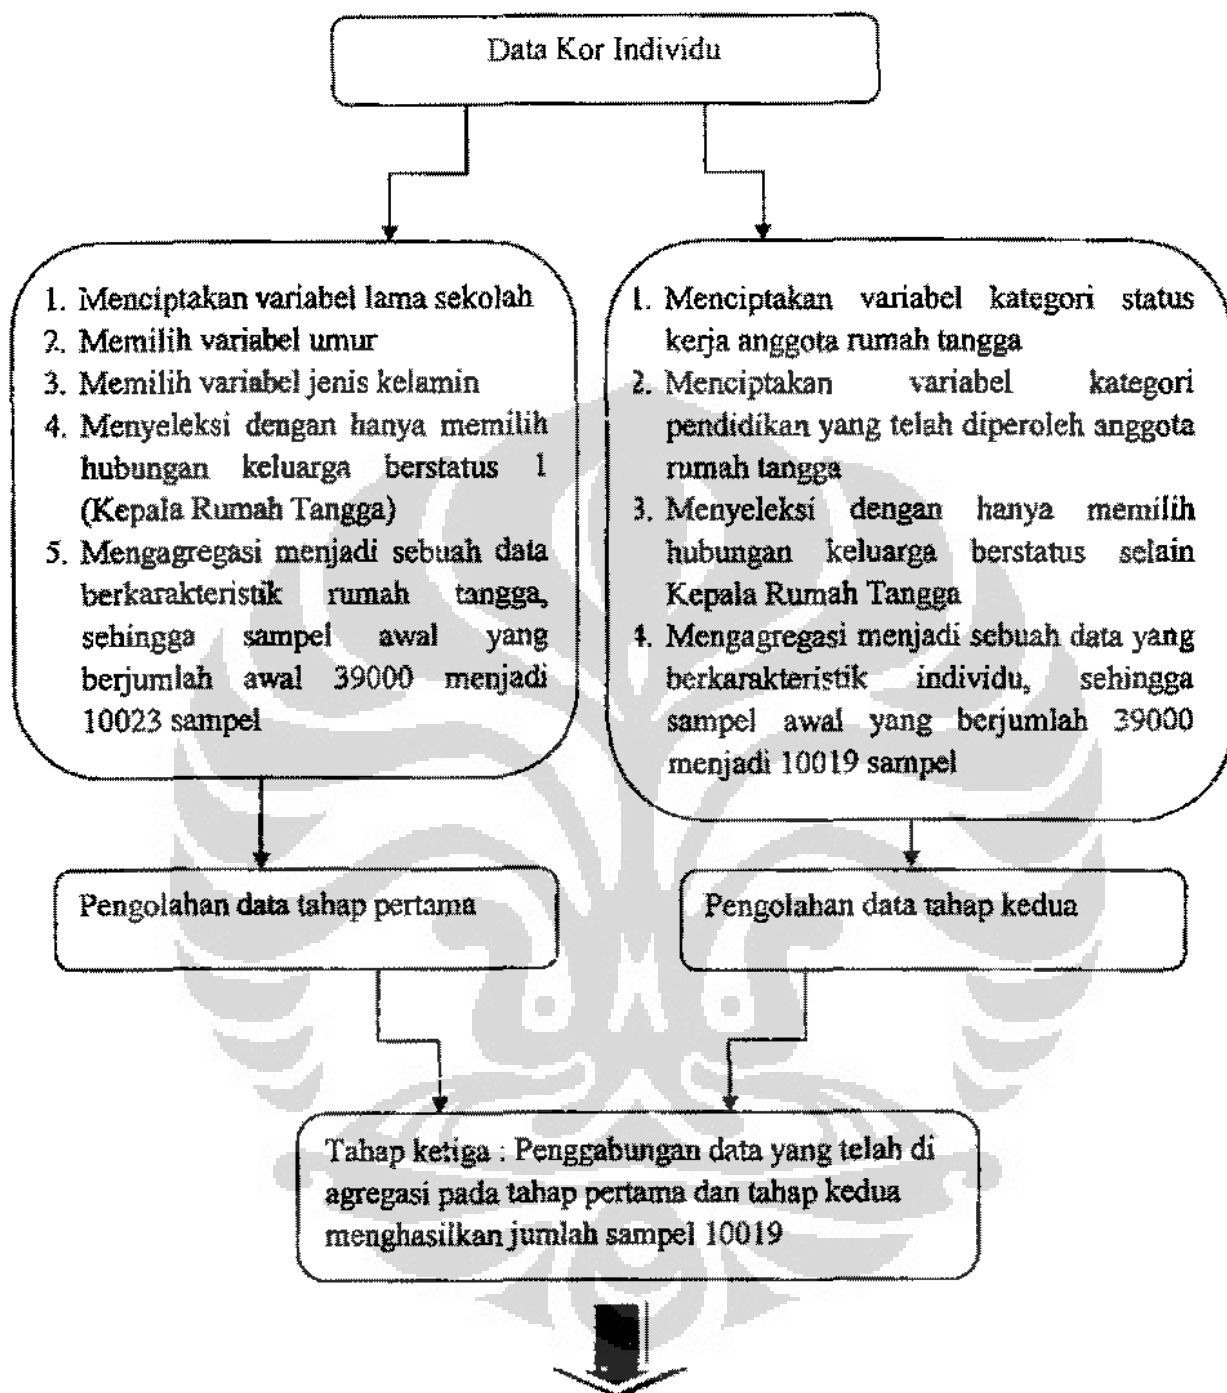 Data Kor Individu
1. Menciptakan variabel lama sekolah
2. Memilih variabel umur
3. Memilih variabel jenis kelamin
4. Menyeleksi dengan hanya memilih
hubungan keluarga berstatus 1
(Kepala Rumah Tangga)
5. Mengagregasi menjadi sebuah data
berkarakteristik rumah tangga,
sehingga sampel awal yang
berjumlah awal 39000 menjadi
10023 sampel
1. Menciptakan variabel kategori status
kerja anggota rumah tangga
2. Menciptakan variabel kategori
pendidikan yang telah diperoleh anggota
rumah tangga
3. Menyeleksi dengan hanya memilih
hubungan keluarga berstatus selain
Kepala Rumah Tangga
4. Mengagregasi menjadi sebuah data yang
berkarakteristik individu, sehingga
sampel awal yang berjumlah 39000
menjadi 10019 sampel
Pengolahan data tahap pertama
Pengolahan data tahap kedua
Tahap ketiga : Penggabungan data yang telah di
agregasi pada tahap pertama dan tahap kedua
menghasilkan jumlah sampel 10019